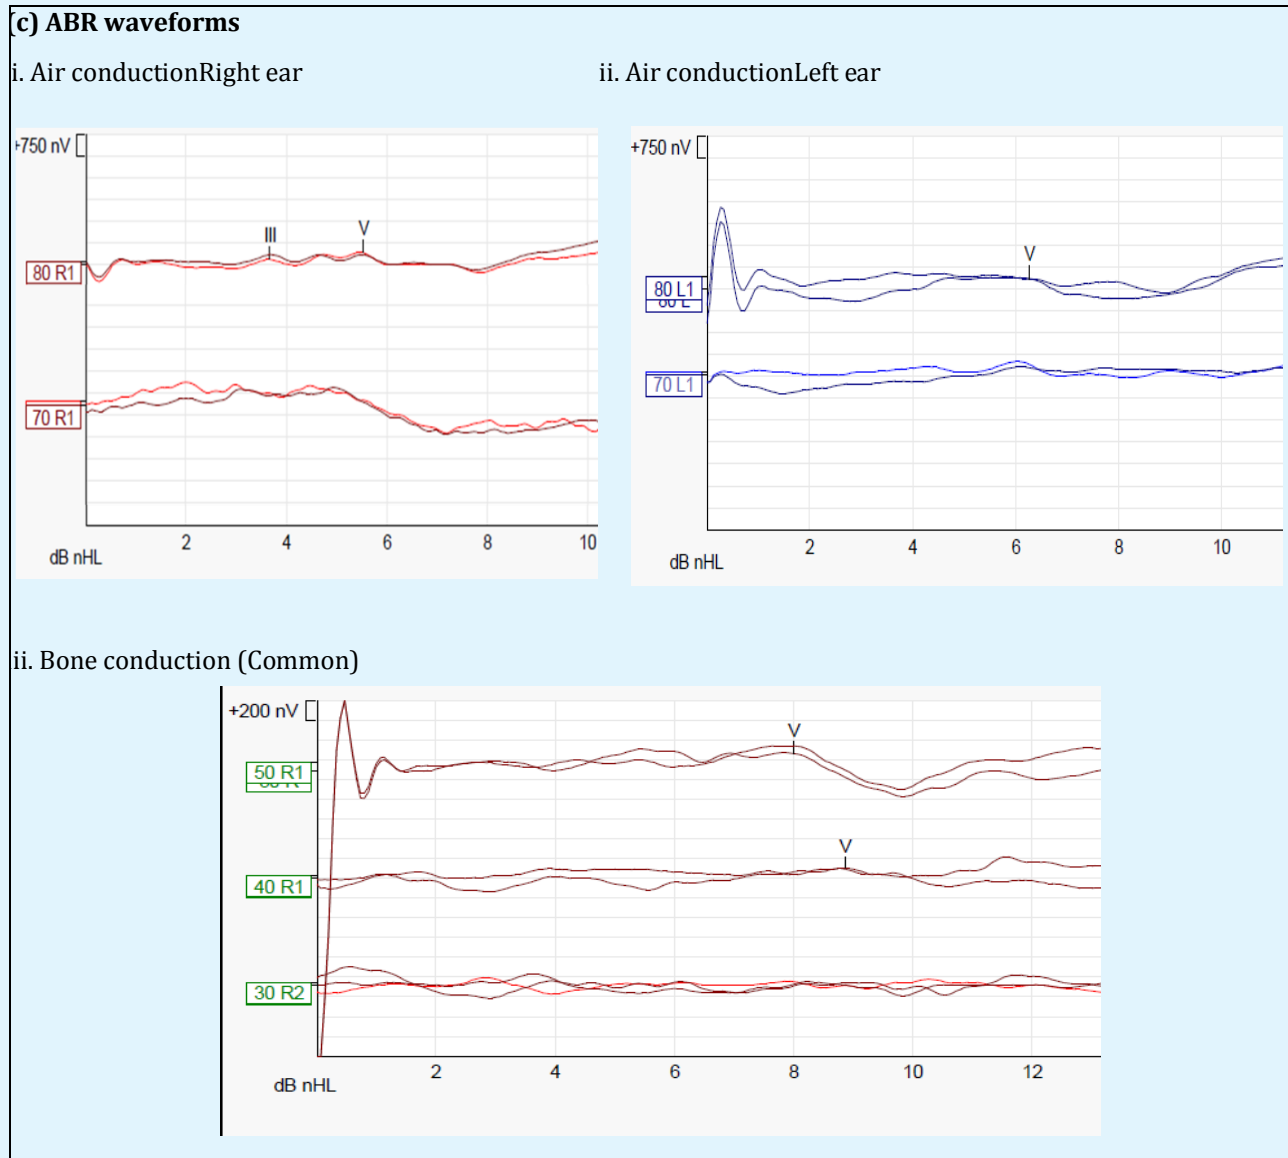 (c) ABR waveforms
i. Air conductionRight ear
ii. Air conductionLeft ear
+750 nV
III
V
80 R1
70 R1
2 4 6 8 10
dB nHL
+750 nV
V
80 L1
70 L1
2 4 6 8 10
dB nHL
ii. Bone conduction (Common)
+200 nV
V
50 R1
V
40 R1
30 R2
2 4 6 8 10 12
dB nHL